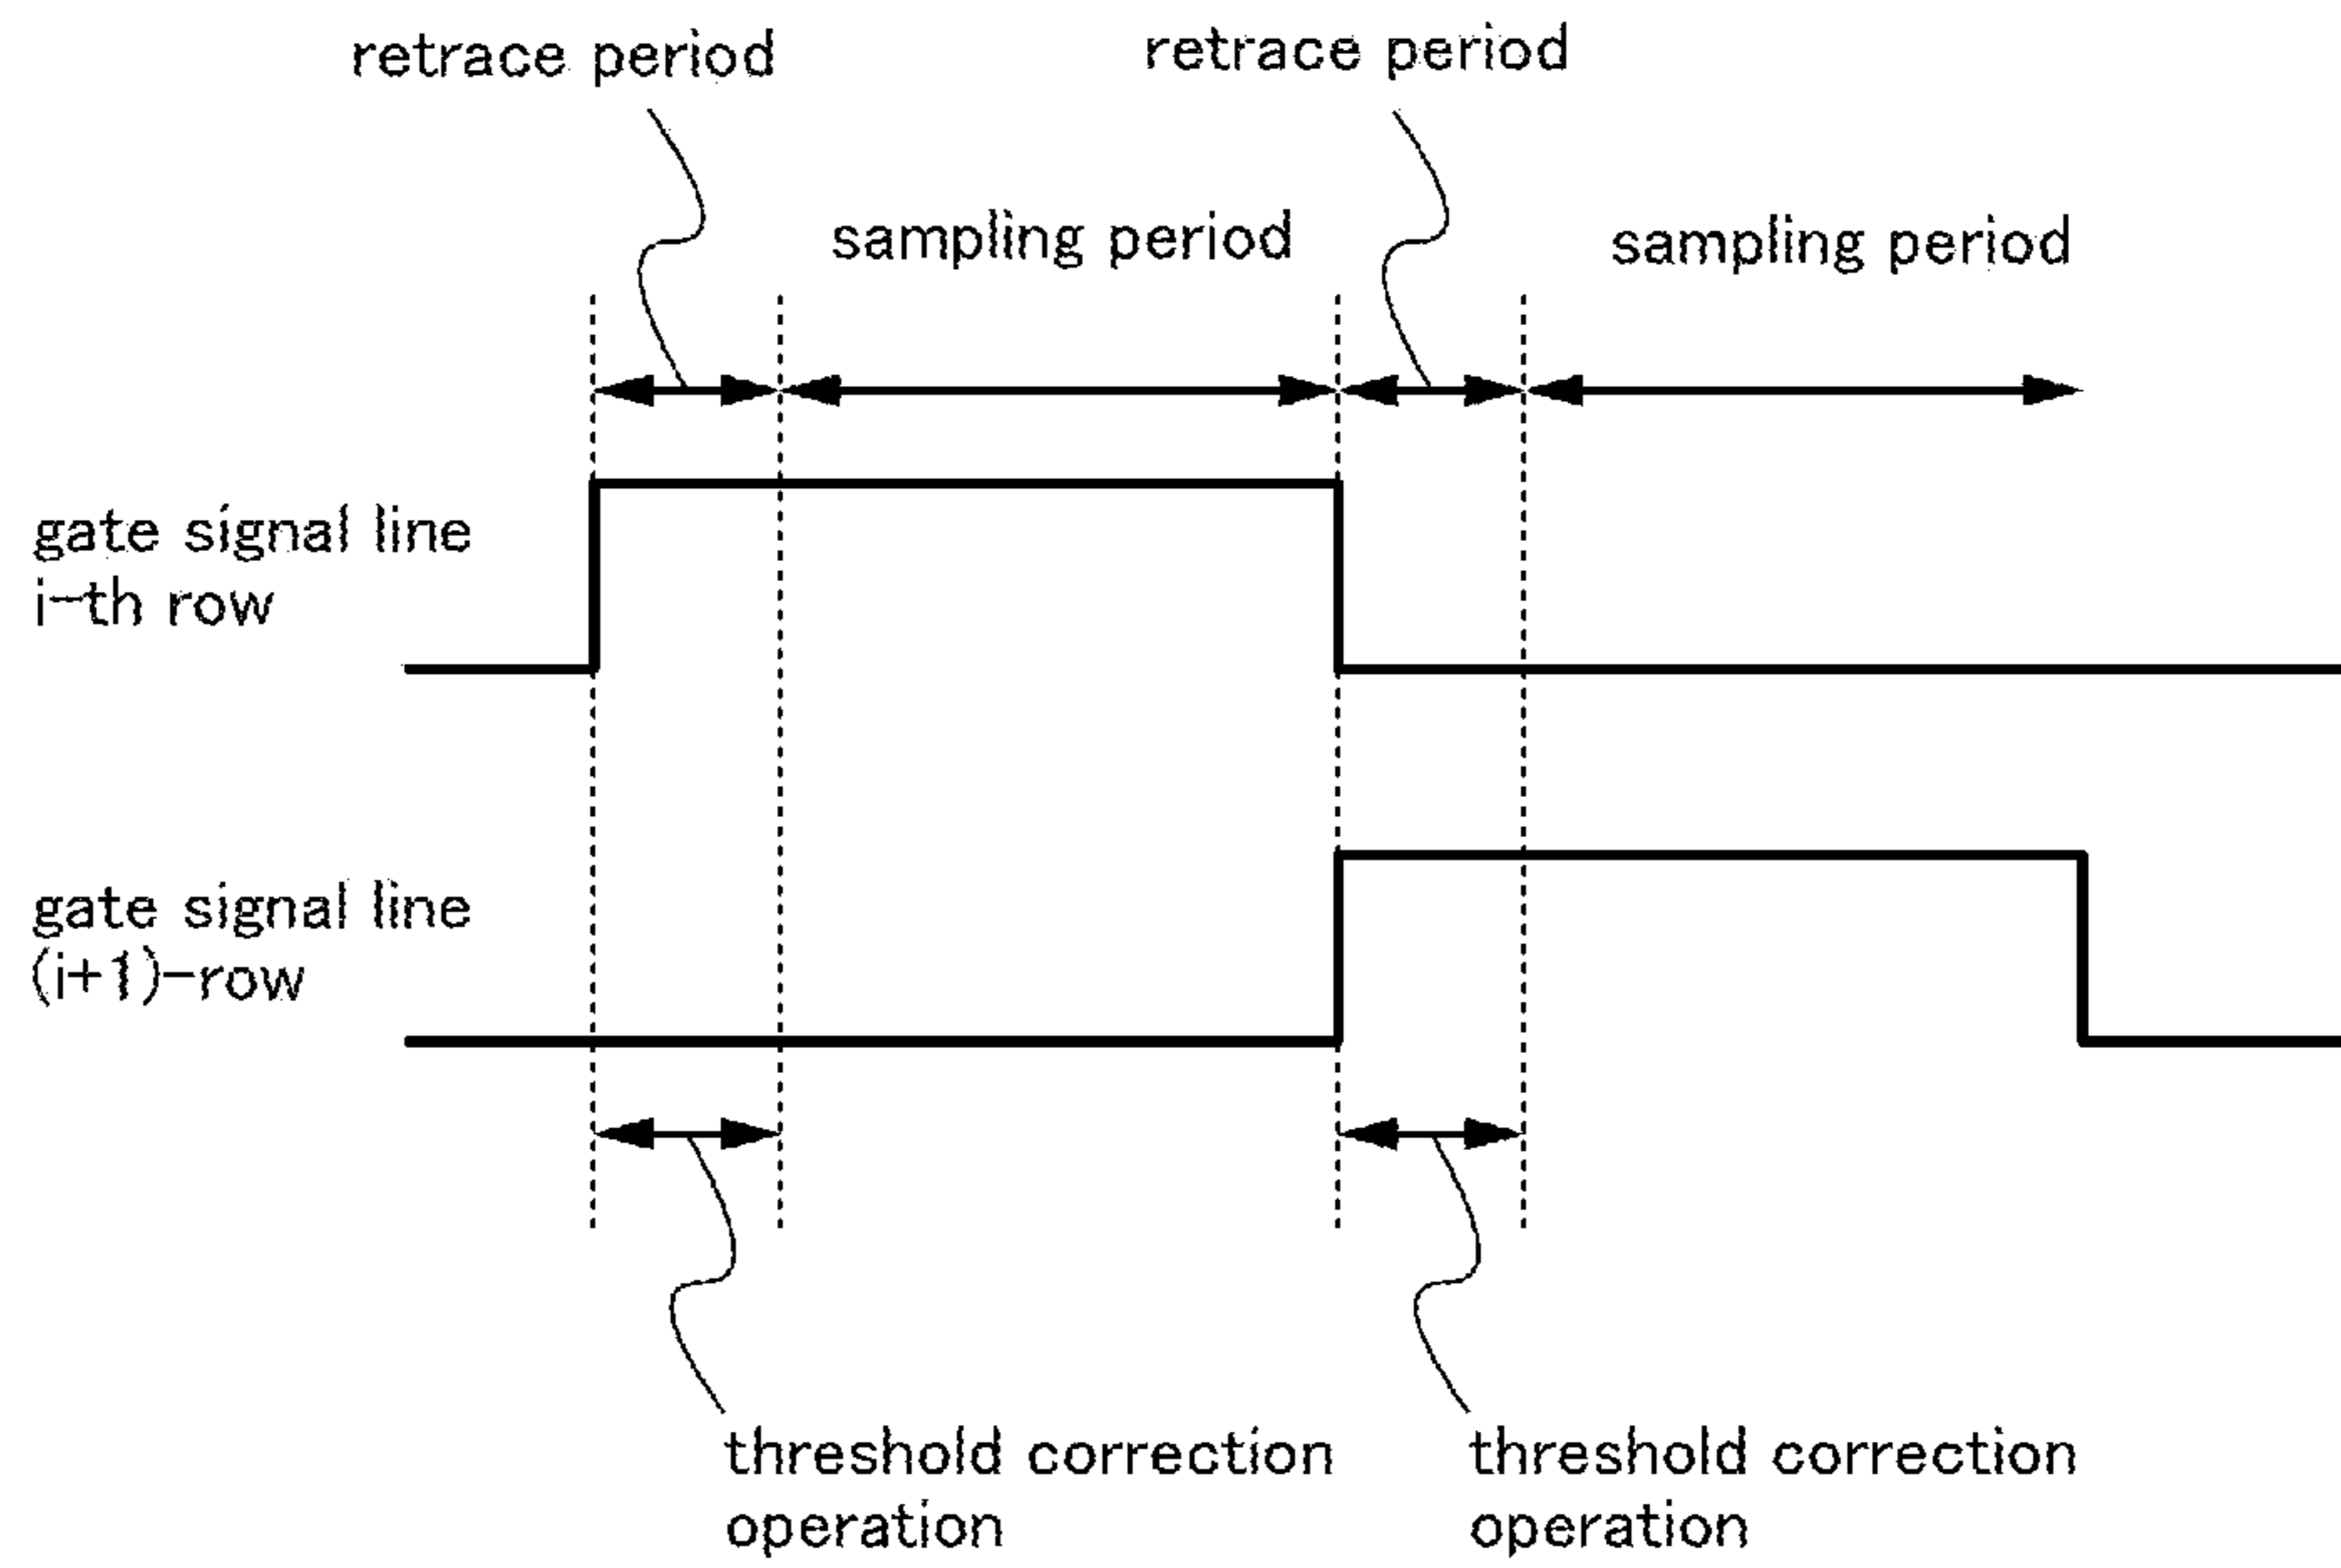 retrace period
retrace period
sampling period
sampling period
gate signal line
i-th row
gate signal line
(i+1)-row
threshold correction
operation
threshold correction
operation